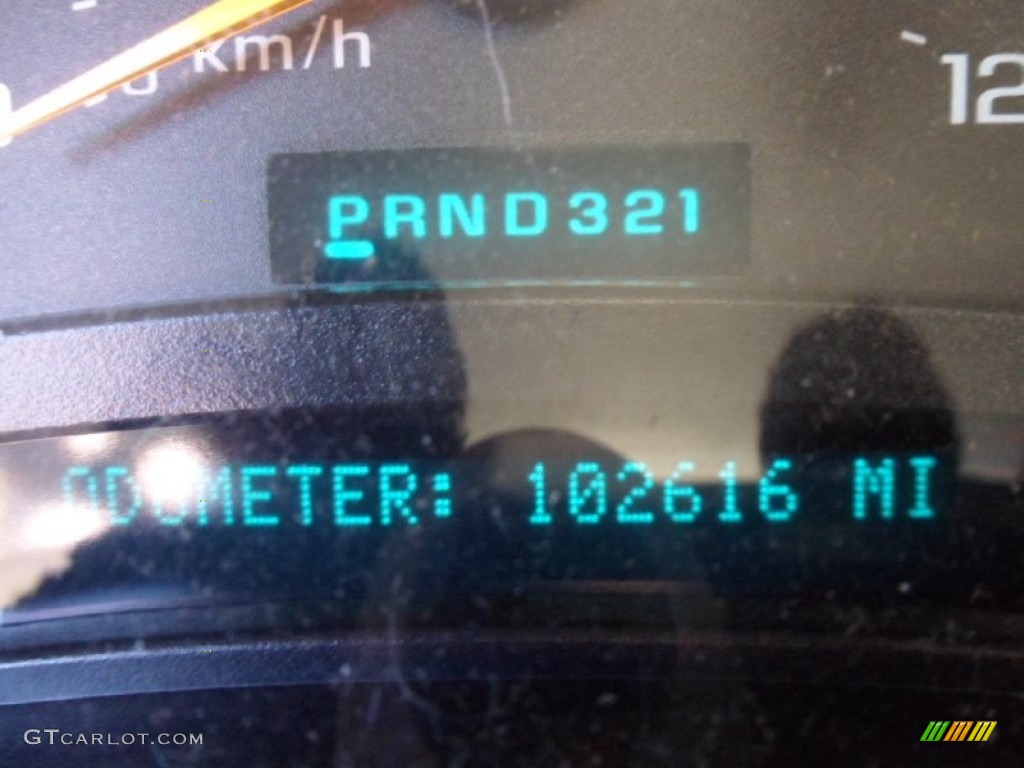 km/h
12
PRND321
ODOMETER: 102616 MI
GTCARLOT.COM